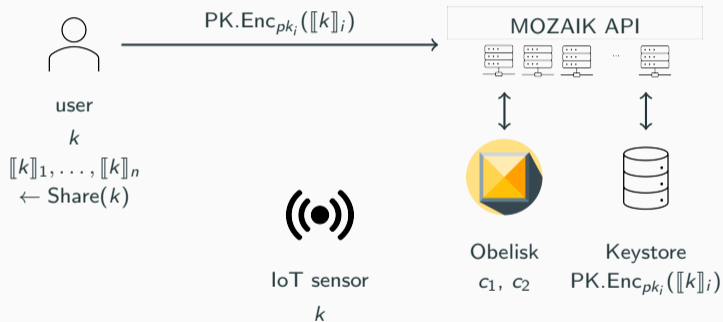 PK.Enc_{pk_i}(⟦k⟧_i)
MOZAIK API
...
user
k
⟦k⟧_1, . . . , ⟦k⟧_n
← Share(k)
IoT sensor
k
Obelisk
c_1, c_2
Keystore
PK.Enc_{pk_i}(⟦k⟧_i)